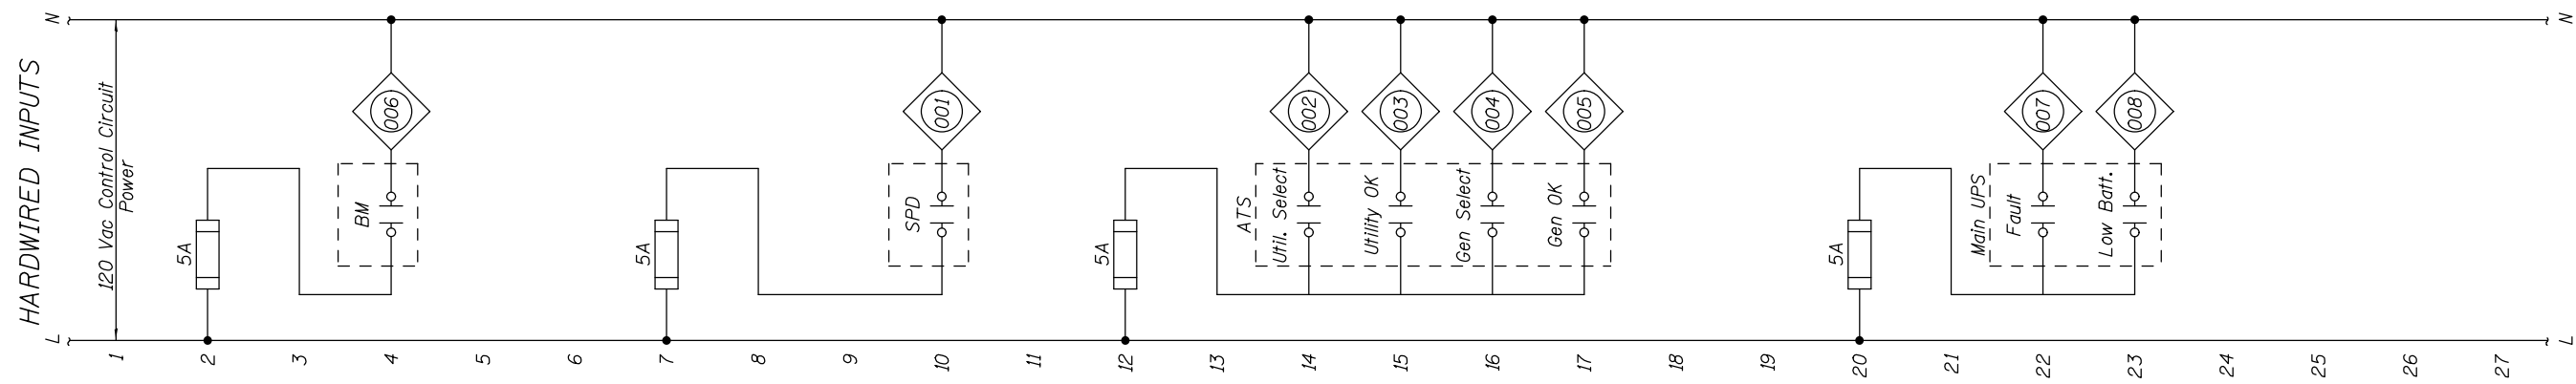 HARDWIRED INPUTS
L
N
1
120 Vac Control Circuit
Power
2
5A
3
4
BM
006
5
6
7
5A
8
9
10
SPD
001
11
12
5A
13
ATS
14
Util. Select
002
15
Utility OK
003
16
Gen Select
004
17
Gen OK
005
18
19
20
5A
21
Main UPS
22
Fault
007
23
Low Batt.
008
24
25
26
27
L
N